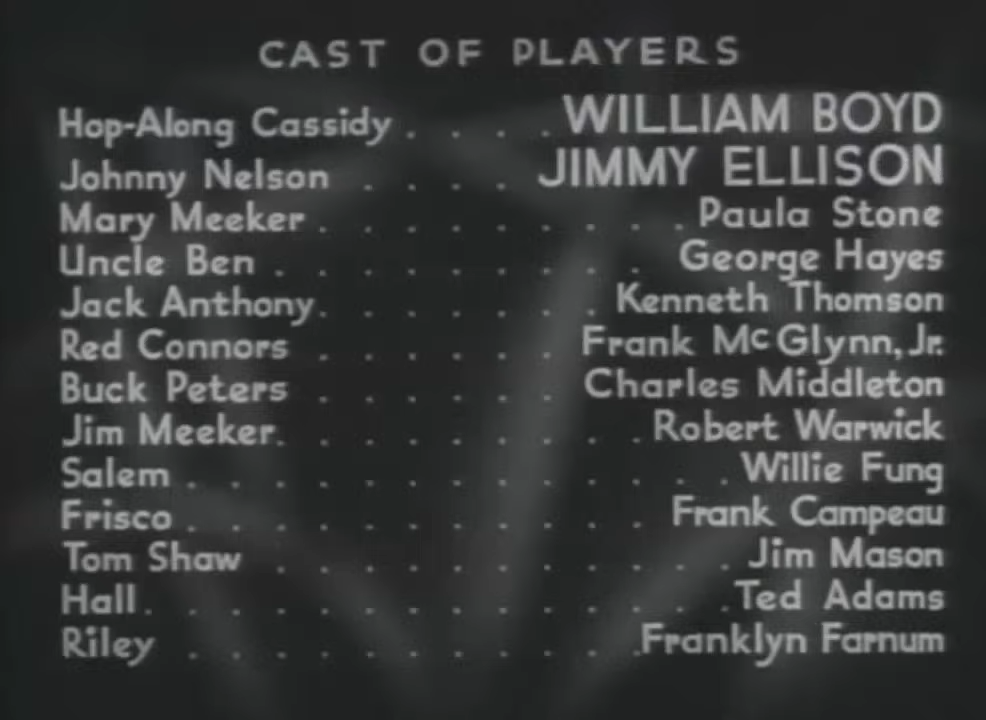 CAST OF PLAYERS
Hop-Along Cassidy . . . . WILLIAM BOYD
Johnny Nelson . . . . JIMMY ELLISON
Mary Meeker . . . . . . . . . Paula Stone
Uncle Ben . . . . . . . . . George Hayes
Jack Anthony . . . . . . . Kenneth Thomson
Red Connors . . . . . . Frank McGlynn, Jr.
Buck Peters . . . . . . Charles Middleton
Jim Meeker . . . . . . . . . Robert Warwick
Salem . . . . . . . . . . . . . Willie Fung
Frisco . . . . . . . . . . . Frank Campeau
Tom Shaw . . . . . . . . . . . Jim Mason
Hall . . . . . . . . . . . . . . Ted Adams
Riley . . . . . . . . . . . Franklyn Farnum